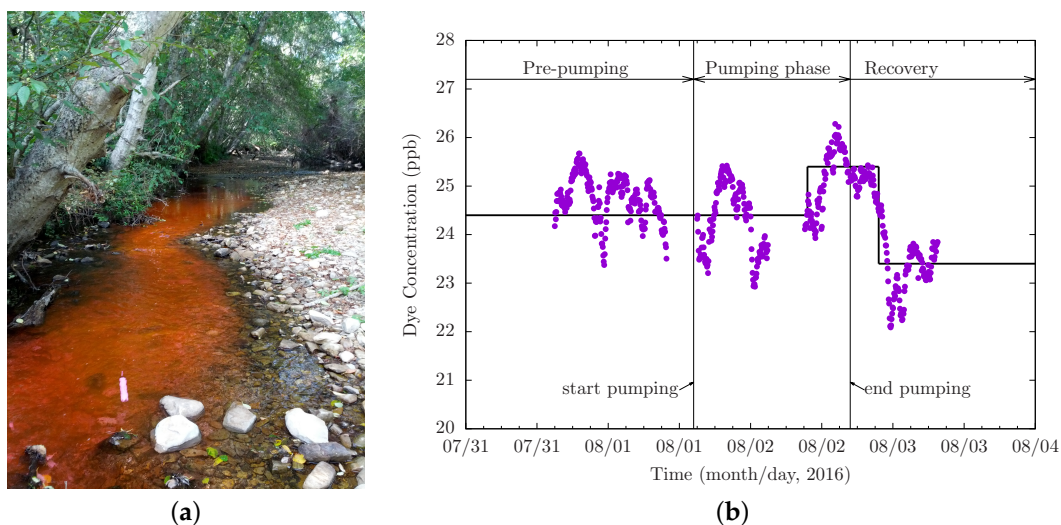 28
27
26
25
24
23
22
21
20
Dye Concentration (ppb)
Pre-pumping
Pumping phase
Recovery
start pumping
end pumping
07/31 07/31 08/01 08/01 08/02 08/02 08/03 08/03 08/04
Time (month/day, 2016)
(a)
(b)